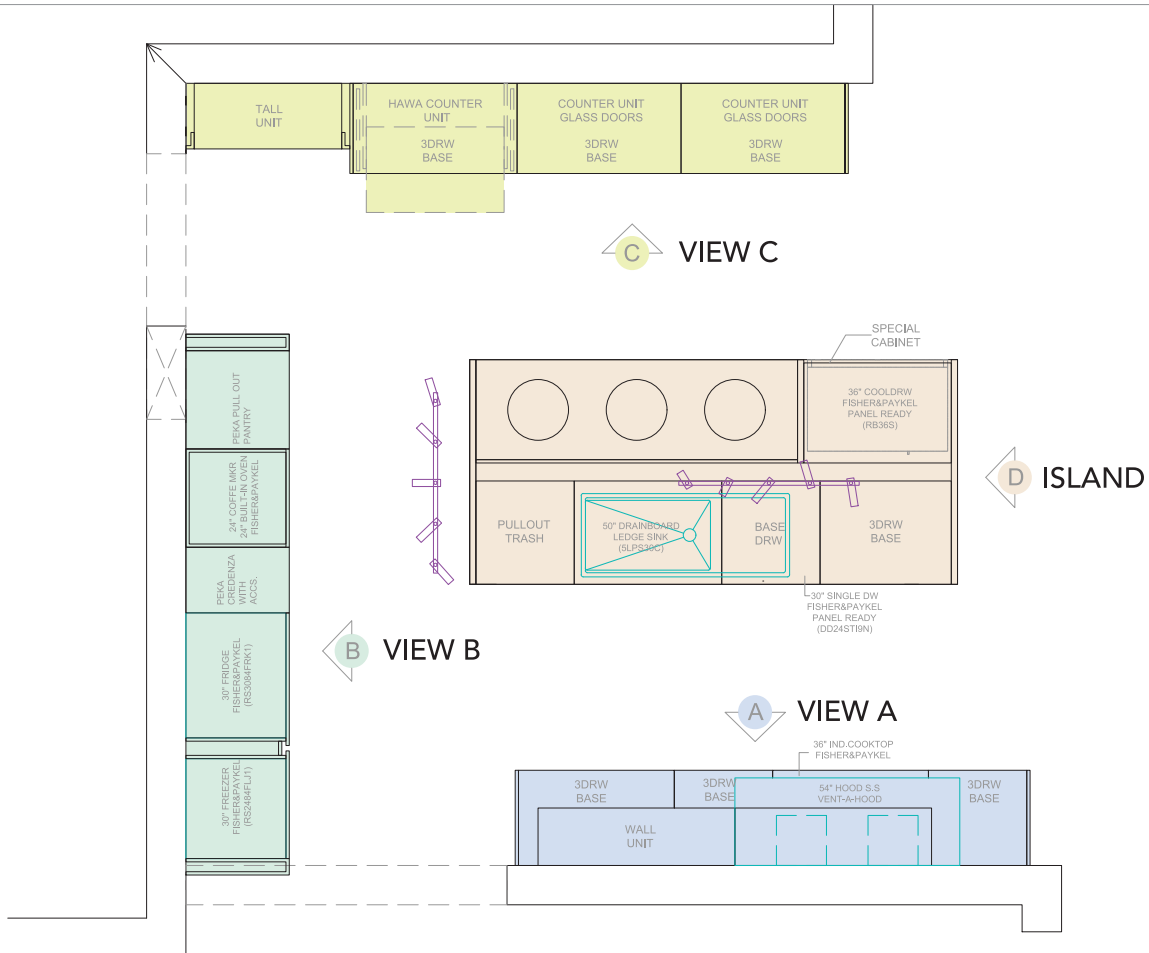 TALL
UNIT
HAWA COUNTER
UNIT
3DRW
BASE
COUNTER UNIT
GLASS DOORS
3DRW
BASE
COUNTER UNIT
GLASS DOORS
3DRW
BASE
C
VIEW C
SPECIAL
CABINET
36" COOLDRW
FISHER&PAYKEL
PANEL READY
(RB36S)
D
ISLAND
PULLOUT
TRASH
50" DRAINBOARD
LEDGE SINK
(5LPS30C)
BASE
DRW
3DRW
BASE
30" SINGLE DW
FISHER&PAYKEL
PANEL READY
(DD24STI9N)
PEKA PULL OUT
PANTRY
24" COFFE MKR
24" BUILT-IN OVEN
FISHER&PAYKEL
PEKA
CREDENZA
WITH
ACCS.
30" FRIDGE
FISHER&PAYKEL
(RS3084FRK1)
30" FREEZER
FISHER&PAYKEL
(RS2484FLJ1)
B
VIEW B
A
VIEW A
36" IND.COOKTOP
FISHER&PAYKEL
3DRW
BASE
3DRW
BASE
54" HOOD S.S
VENT-A-HOOD
3DRW
BASE
WALL
UNIT